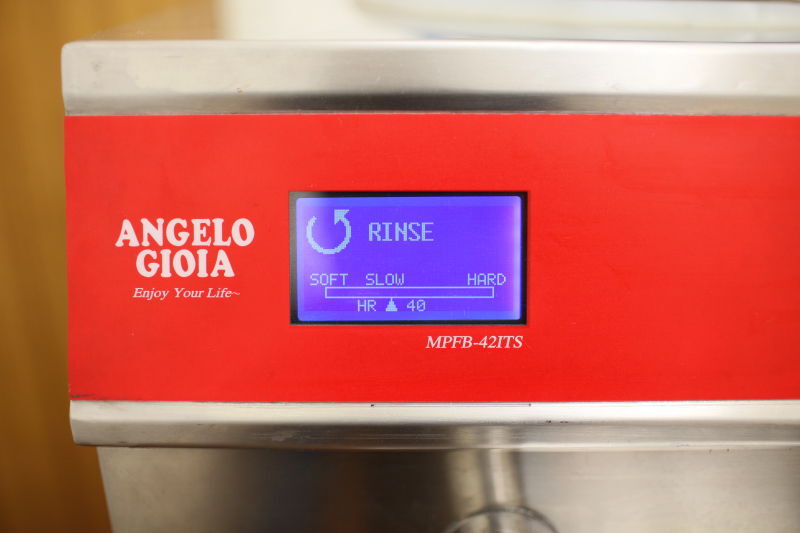 ANGELO
GIOIA
Enjoy Your Life~
RINSE
SOFT SLOW HARD
HR 40
MPFB-42ITS